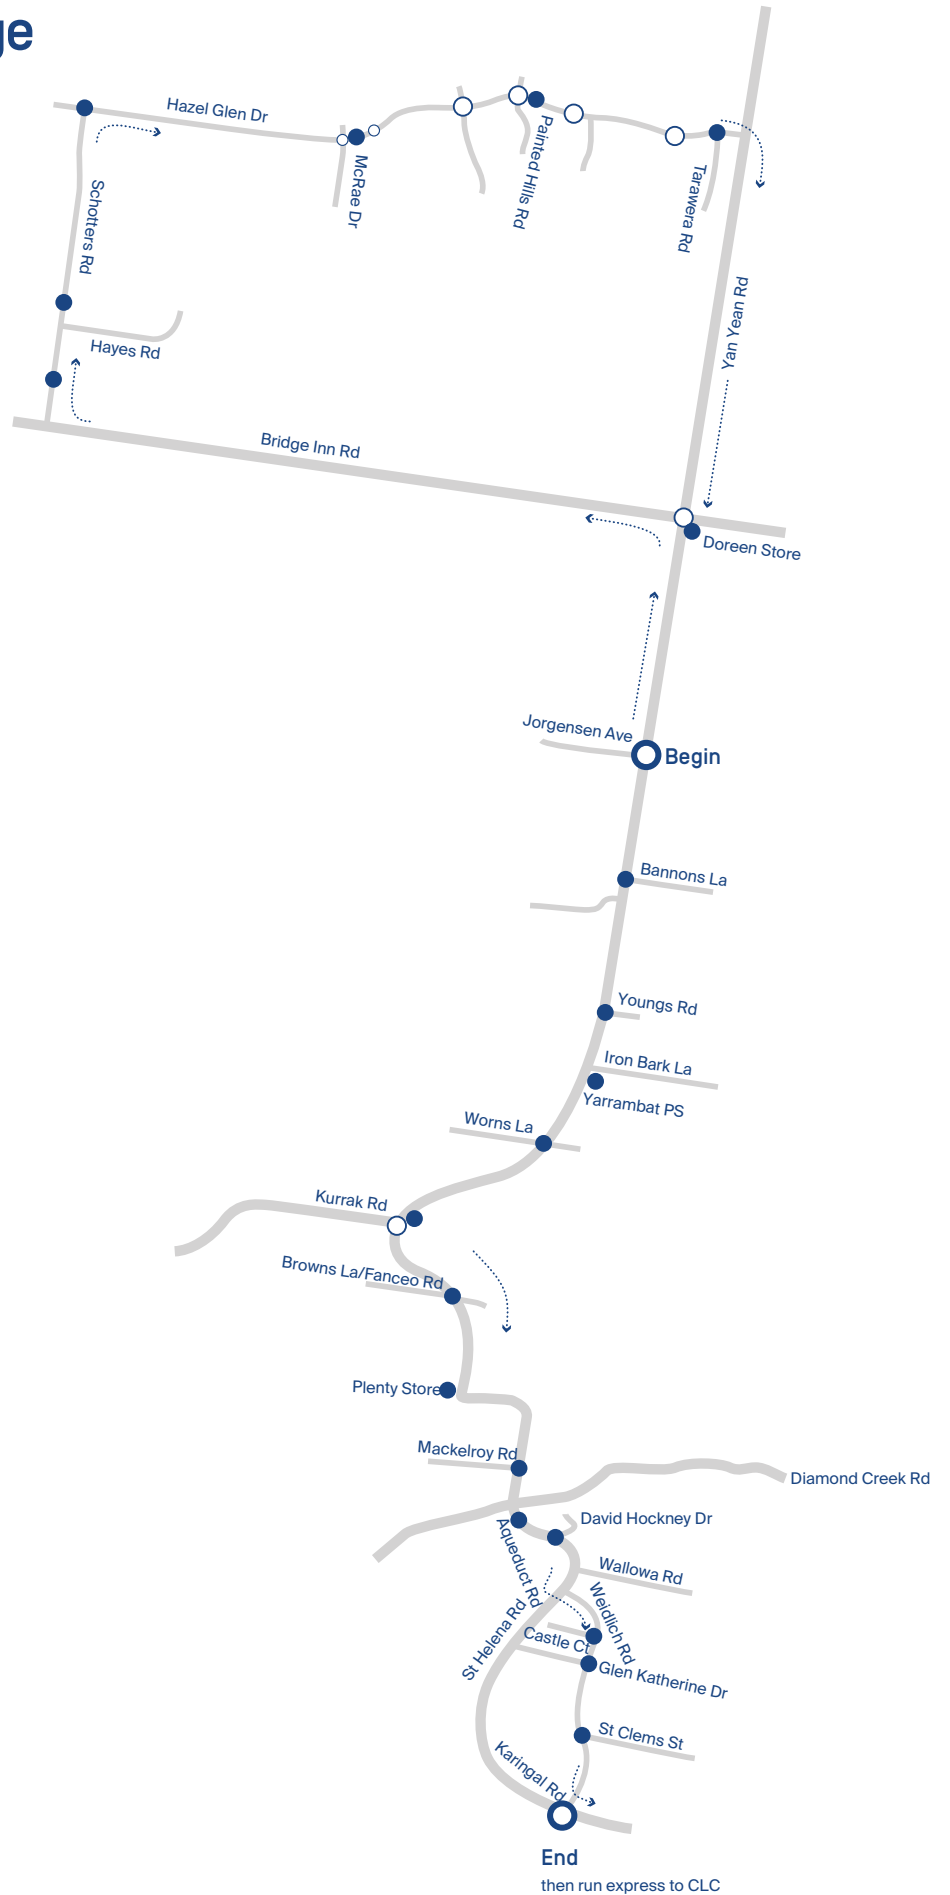 ge
Hazel Glen Dr
McRae Dr
Painted Hills Rd
Tarawera Rd
Schotters Rd
Yan Yean Rd
Hayes Rd
Bridge Inn Rd
Doreen Store
Jorgensen Ave
Begin
Bannons La
Youngs Rd
Iron Bark La
Yarrambat PS
Worns La
Kurrak Rd
Browns La/Fanceo Rd
Plenty Store
Mackelroy Rd
Diamond Creek Rd
David Hockney Dr
Aqueduct Rd
Wallowa Rd
Weidlich Rd
St Helena Rd
Castle Ct
Glen Katherine Dr
St Clems St
Karingal Rd
End
then run express to CLC